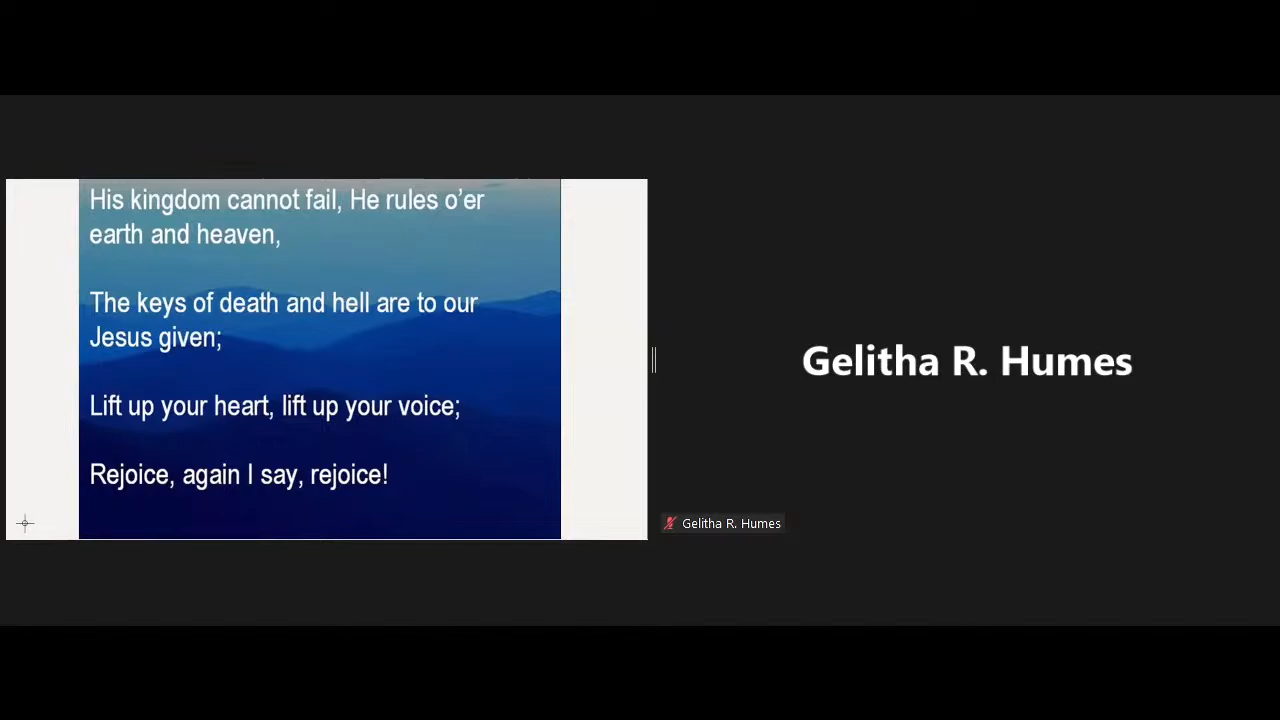 His kingdom cannot fail, He rules o’er
earth and heaven,
The keys of death and hell are to our
Jesus given;
Lift up your heart, lift up your voice;
Rejoice, again I say, rejoice!
Gelitha R. Humes
Gelitha R. Humes